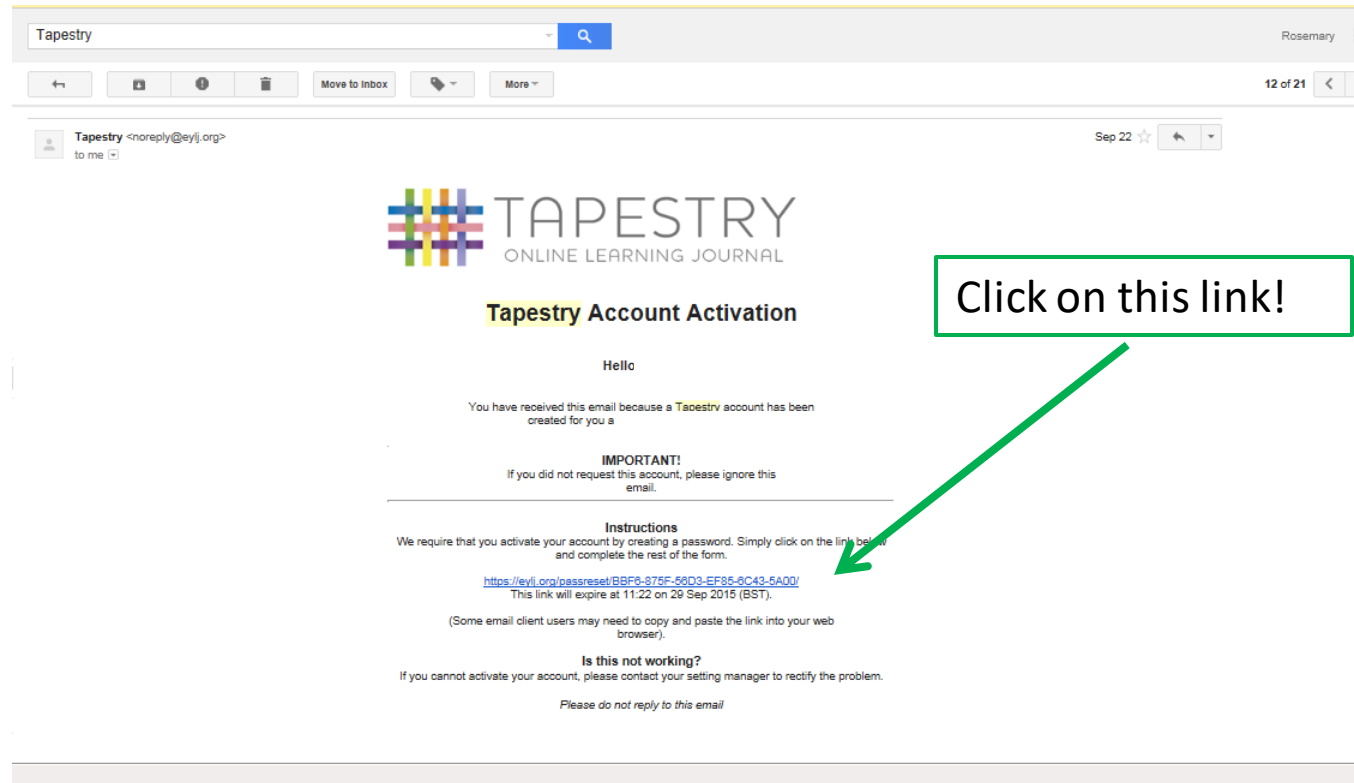 Tapestry
Rosemary
Move to Inbox
More
12 of 21
Tapestry <noreply@eylj.org>
Sep 22
to me
TAPESTRY
ONLINE LEARNING JOURNAL
Click on this link!
Tapestry Account Activation
Hello
You have received this email because a Tapestry account has been
created for you a
IMPORTANT!
If you did not request this account, please ignore this
email.
Instructions
We require that you activate your account by creating a password. Simply click on the link below
and complete the rest of the form.
https://eylj.org/passreset/BBF6-875F-56D3-EF85-6C43-5A00/
This link will expire at 11:22 on 29 Sep 2015 (BST).
(Some email client users may need to copy and paste the link into your web
browser).
Is this not working?
If you cannot activate your account, please contact your setting manager to rectify the problem.
Please do not reply to this email